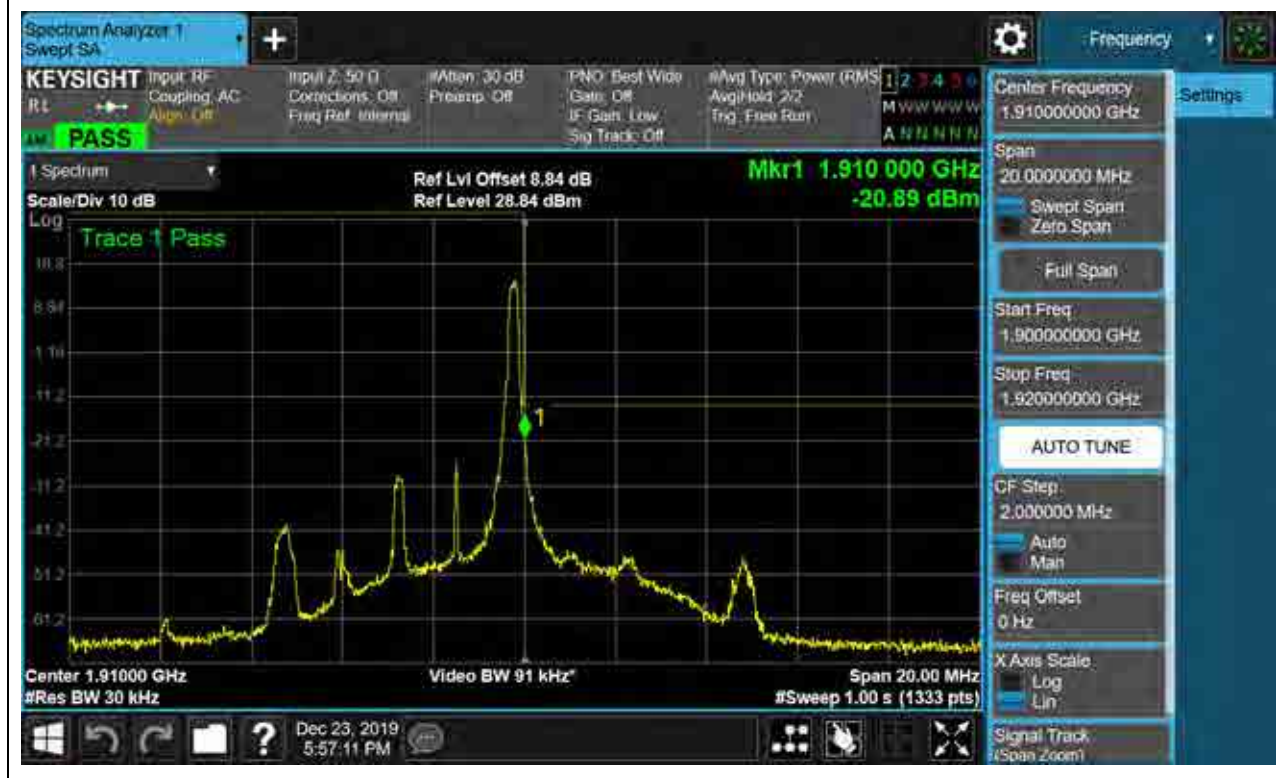 Spectrum Analyzer 1
Swept SA
+
Frequency
KEYSIGHT
Input: RF
Coupling: AC
Align: Off
Input Z: 50 Ω
Corrections: Off
Freq Ref: Internal
#Atten: 30 dB
Preamp: Off
PNO: Best Wide
Gate: Off
IF Gain: Low
Sig Track: Off
#Avg Type: Power (RMS
Avg|Hold: 2/2
Trig: Free Run
1 2 3 4 5 6
M W W W W W
A N N N N N
R L
PASS
1 Spectrum
Scale/Div 10 dB
Ref Lvl Offset 8.84 dB
Ref Level 28.84 dBm
Mkr1 1.910 000 GHz
-20.89 dBm
Log
Trace 1 Pass
18.8
8.84
-1.16
-11.2
-21.2
-31.2
-41.2
-51.2
-61.2
1
Center 1.91000 GHz
#Res BW 30 kHz
Video BW 91 kHz*
Span 20.00 MHz
#Sweep 1.00 s (1333 pts)
Dec 23, 2019
5:57:11 PM
?
Center Frequency
1.910000000 GHz
Settings
Span
20.0000000 MHz
Swept Span
Zero Span
Full Span
Start Freq
1.900000000 GHz
Stop Freq
1.920000000 GHz
AUTO TUNE
CF Step
2.000000 MHz
Auto
Man
Freq Offset
0 Hz
X Axis Scale
Log
Lin
Signal Track
(Span Zoom)